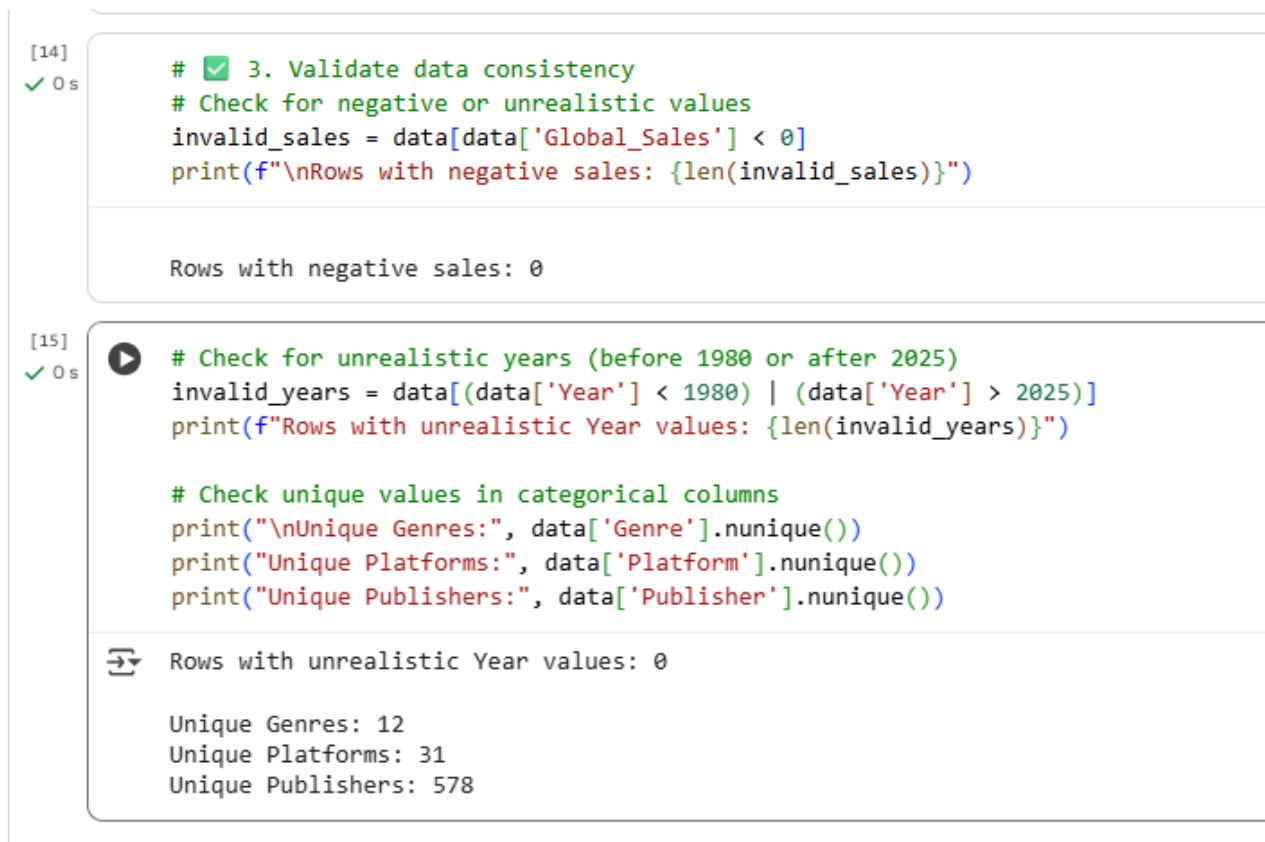 [14]
0 s
# ✅ 3. Validate data consistency
# Check for negative or unrealistic values
invalid_sales = data[data['Global_Sales'] < 0]
print(f"\nRows with negative sales: {len(invalid_sales)}")
Rows with negative sales: 0
[15]
0 s
# Check for unrealistic years (before 1980 or after 2025)
invalid_years = data[(data['Year'] < 1980) | (data['Year'] > 2025)]
print(f"Rows with unrealistic Year values: {len(invalid_years)}")
# Check unique values in categorical columns
print("\nUnique Genres:", data['Genre'].nunique())
print("Unique Platforms:", data['Platform'].nunique())
print("Unique Publishers:", data['Publisher'].nunique())
Rows with unrealistic Year values: 0
Unique Genres: 12
Unique Platforms: 31
Unique Publishers: 578